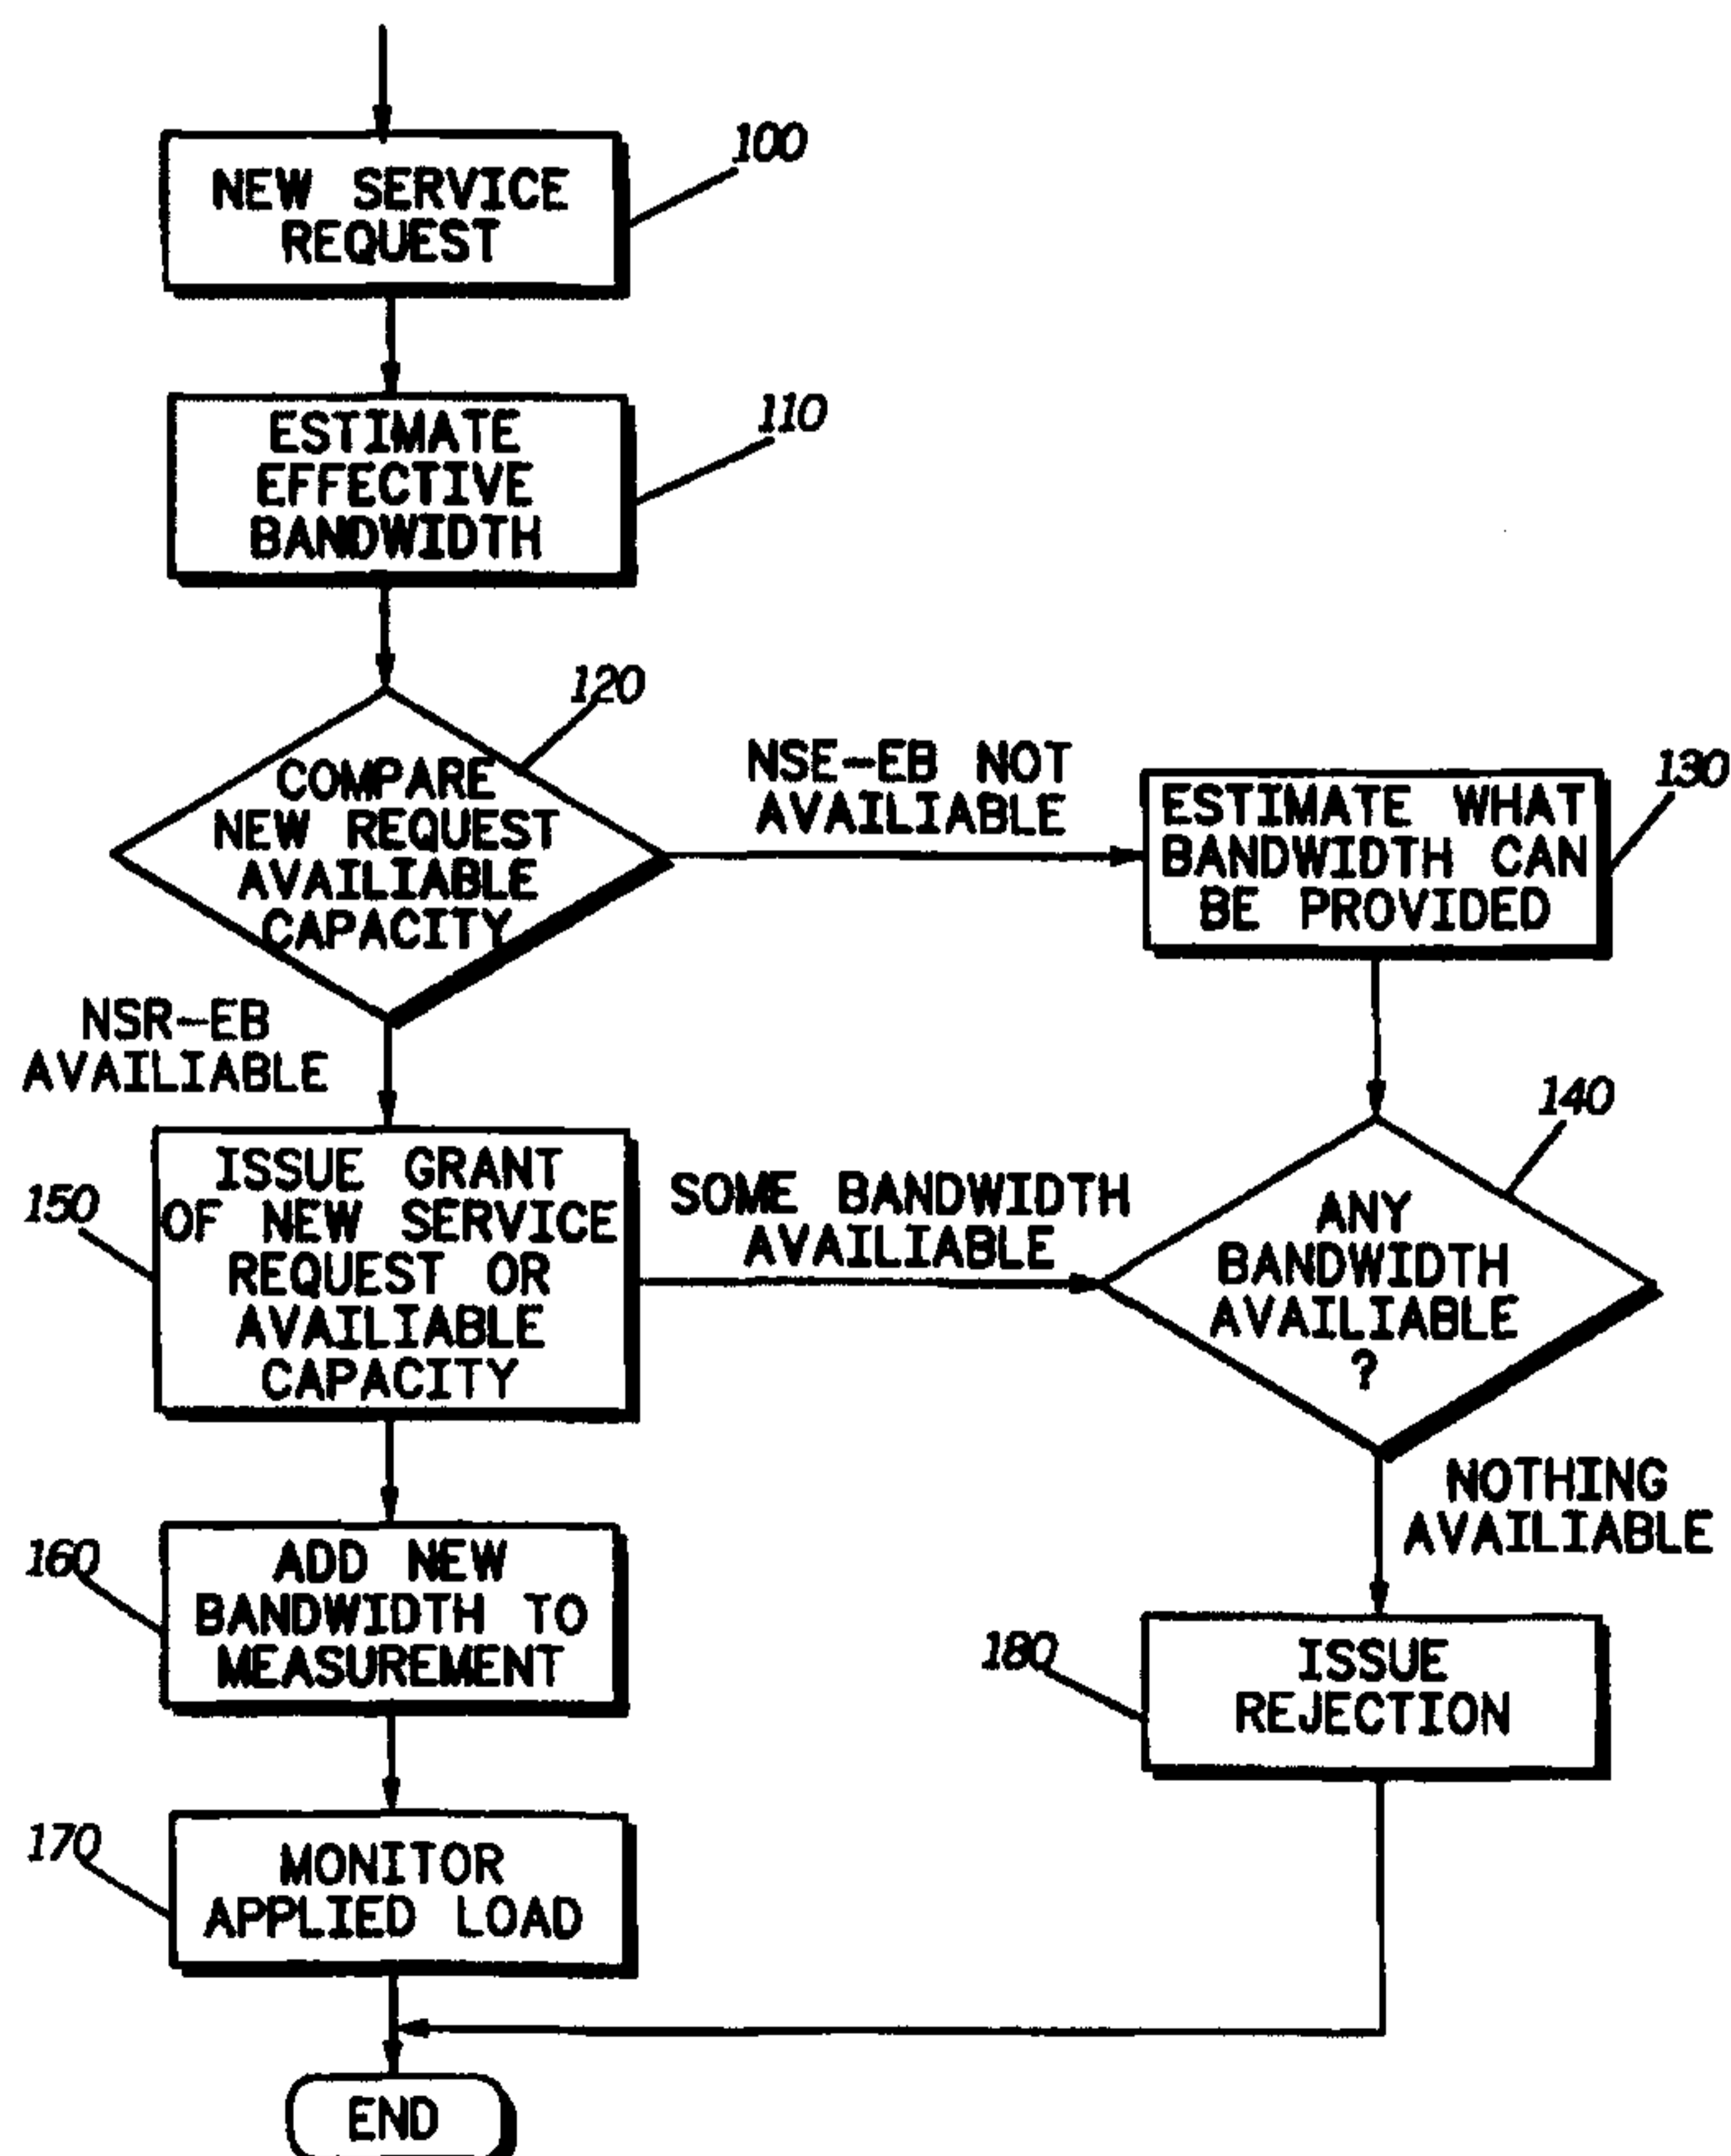 100
NEW SERVICE
REQUEST
110
ESTIMATE
EFFECTIVE
BANDWIDTH
120
COMPARE
NEW REQUEST
AVAILIABLE
CAPACITY
NSE-EB NOT
AVAILIABLE
130
ESTIMATE WHAT
BANDWIDTH CAN
BE PROVIDED
NSR-EB
AVAILIABLE
140
ANY
BANDWIDTH
AVAILIABLE
?
150
ISSUE GRANT
OF NEW SERVICE
REQUEST OR
AVAILIABLE
CAPACITY
SOME BANDWIDTH
AVAILIABLE
NOTHING
AVAILIABLE
160
ADD NEW
BANDWIDTH TO
MEASUREMENT
180
ISSUE
REJECTION
170
MONITOR
APPLIED LOAD
END